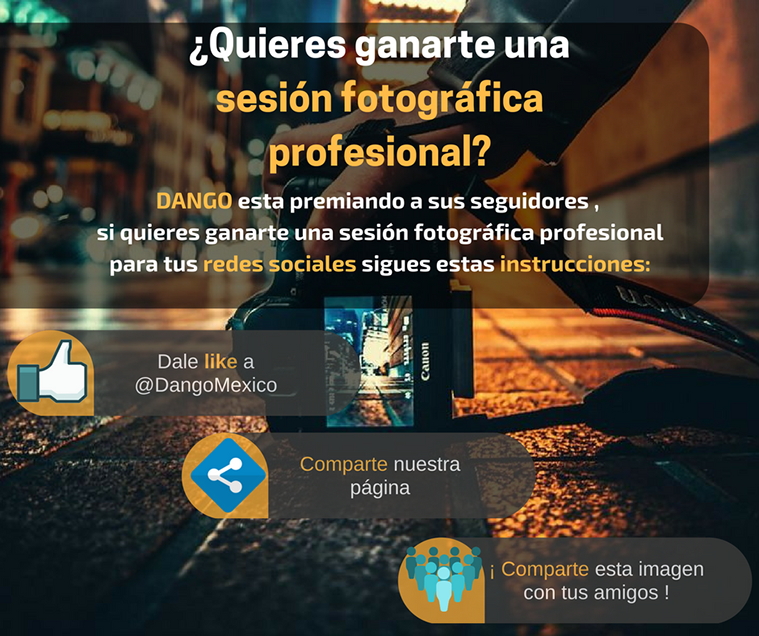 ¿Quieres ganarte una
sesión fotográfica
profesional?
DANGO esta premiando a sus seguidores ,
si quieres ganarte una sesión fotográfica profesional
para tus redes sociales sigues estas instrucciones:
Dale like a
@DangoMexico
Canon
Comparte nuestra
página
¡ Comparte esta imagen
con tus amigos !